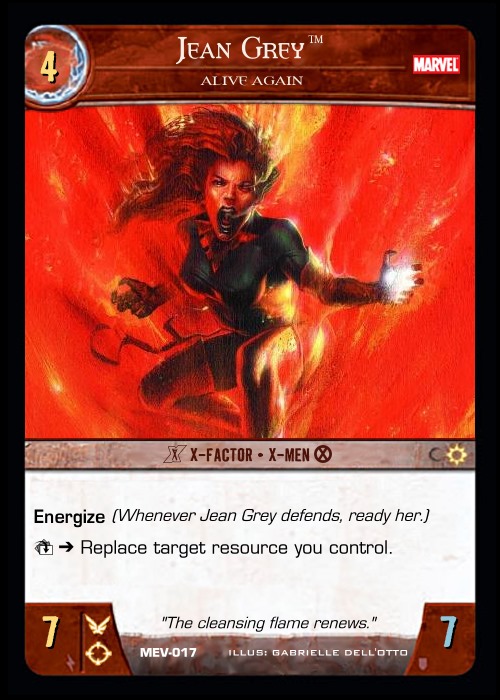 JEAN GREY™
4
MARVEL
ALIVE AGAIN
X-FACTOR • X-MEN
Energize (Whenever Jean Grey defends, ready her.)
➔ Replace target resource you control.
7
"The cleansing flame renews."
7
MEV-017 ILLUS: GABRIELLE DELL'OTTO